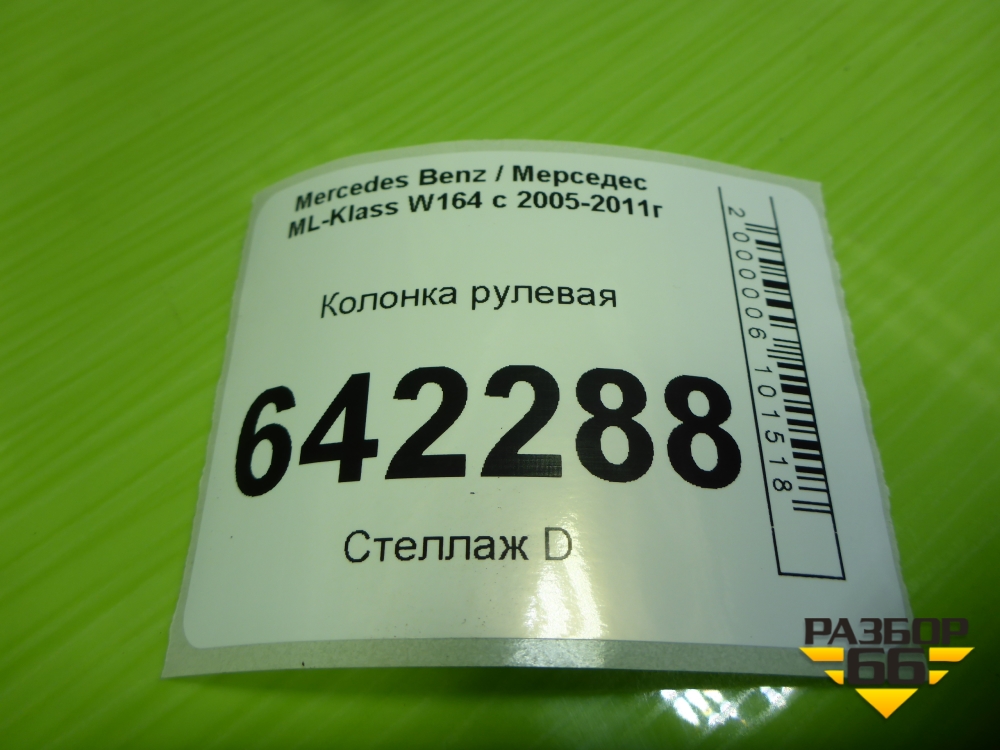 Mercedes Benz / Мерседес
ML-Klass W164 с 2005-2011г
Колонка рулевая
642288
Стеллаж D
2000006101518
РАЗБОР
66